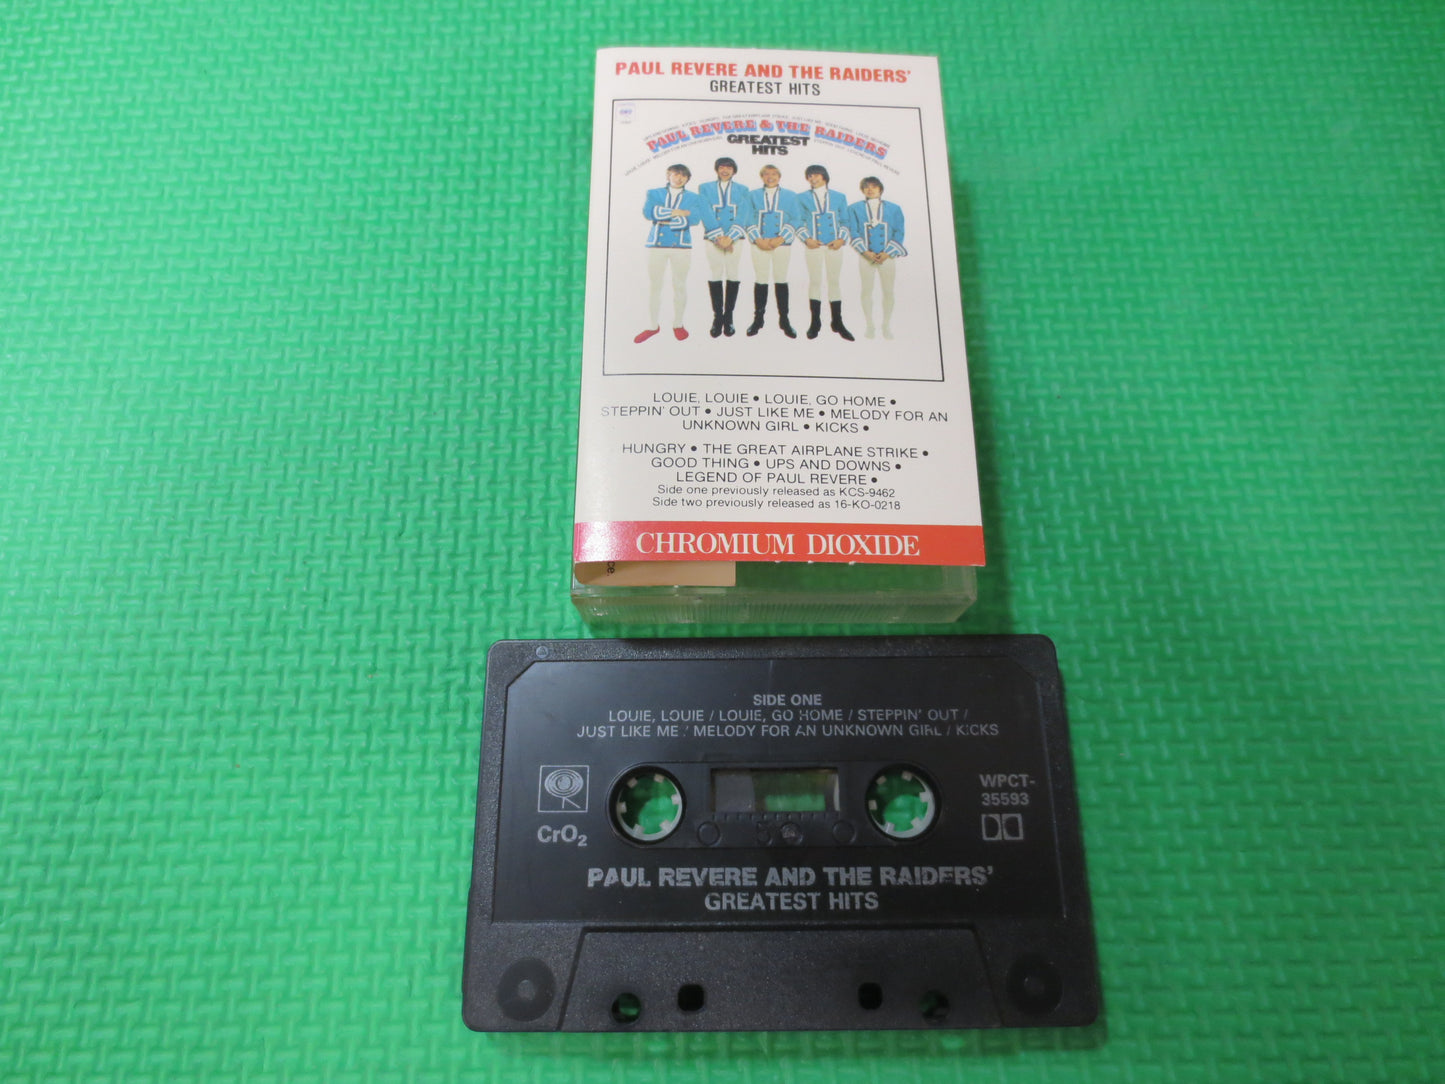 PAUL REVERE AND THE RAIDERS'
GREATEST HITS
PAUL REVERE & THE RAIDERS
GREATEST
HITS
LOUIE, LOUIE • LOUIE, GO HOME •
STEPPIN' OUT • JUST LIKE ME • MELODY FOR AN
UNKNOWN GIRL • KICKS •
HUNGRY • THE GREAT AIRPLANE STRIKE •
GOOD THING • UPS AND DOWNS •
LEGEND OF PAUL REVERE •
Side one previously released as KCS-9462
Side two previously released as 16-KO-0218
CHROMIUM DIOXIDE
SIDE ONE
LOUIE, LOUIE / LOUIE, GO HOME / STEPPIN' OUT /
JUST LIKE ME / MELODY FOR AN UNKNOWN GIRL / KICKS
WPCT-
35593
CrO2
PAUL REVERE AND THE RAIDERS'
GREATEST HITS